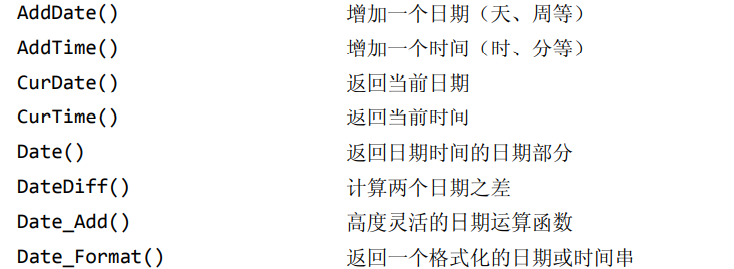 AddDate() 增加一个日期（天、周等）
AddTime() 增加一个时间（时、分等）
CurDate() 返回当前日期
CurTime() 返回当前时间
Date() 返回日期时间的日期部分
DateDiff() 计算两个日期之差
Date_Add() 高度灵活的日期运算函数
Date_Format() 返回一个格式化的日期或时间串